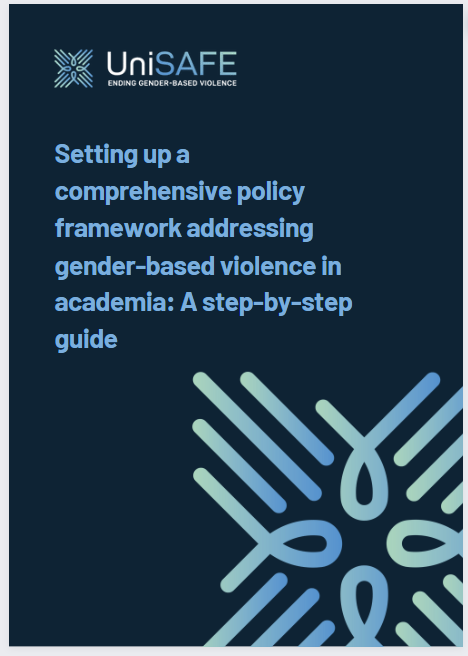 UniSAFE
ENDING GENDER-BASED VIOLENCE
Setting up a
comprehensive policy
framework addressing
gender-based violence in
academia: A step-by-step
guide